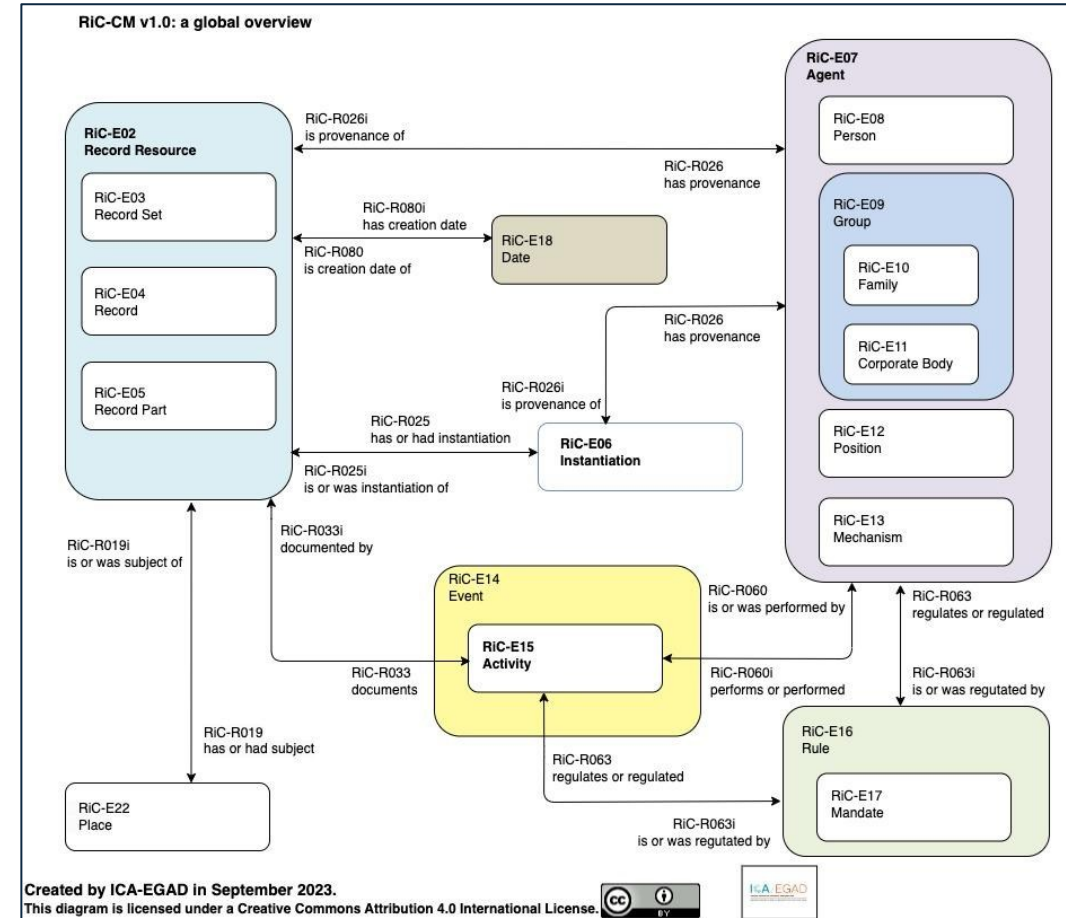 RiC-CM v1.0: a global overview
RiC-E02
Record Resource
RiC-E03
Record Set
RiC-E04
Record
RiC-E05
Record Part
RiC-R026i
is provenance of
RiC-R026
has provenance
RiC-R080i
has creation date
RiC-R080
is creation date of
RiC-E18
Date
RiC-R026
has provenance
RiC-R026i
is provenance of
RiC-R025
has or had instantiation
RiC-R025i
is or was instantiation of
RiC-E06
Instantiation
RiC-E07
Agent
RiC-E08
Person
RiC-E09
Group
RiC-E10
Family
RiC-E11
Corporate Body
RiC-E12
Position
RiC-E13
Mechanism
RiC-R019i
is or was subject of
RiC-R033i
documented by
RiC-E14
Event
RiC-E15
Activity
RiC-R033
documents
RiC-R060
is or was performed by
RiC-R060i
performs or performed
RiC-R063
regulates or regulated
RiC-R063i
is or was regutated by
RiC-R019
has or had subject
RiC-E22
Place
RiC-R063
regulates or regulated
RiC-R063i
is or was regutated by
RiC-E16
Rule
RiC-E17
Mandate
Created by ICA-EGAD in September 2023.
This diagram is licensed under a Creative Commons Attribution 4.0 International License.
cc
BY
ICA EGAD